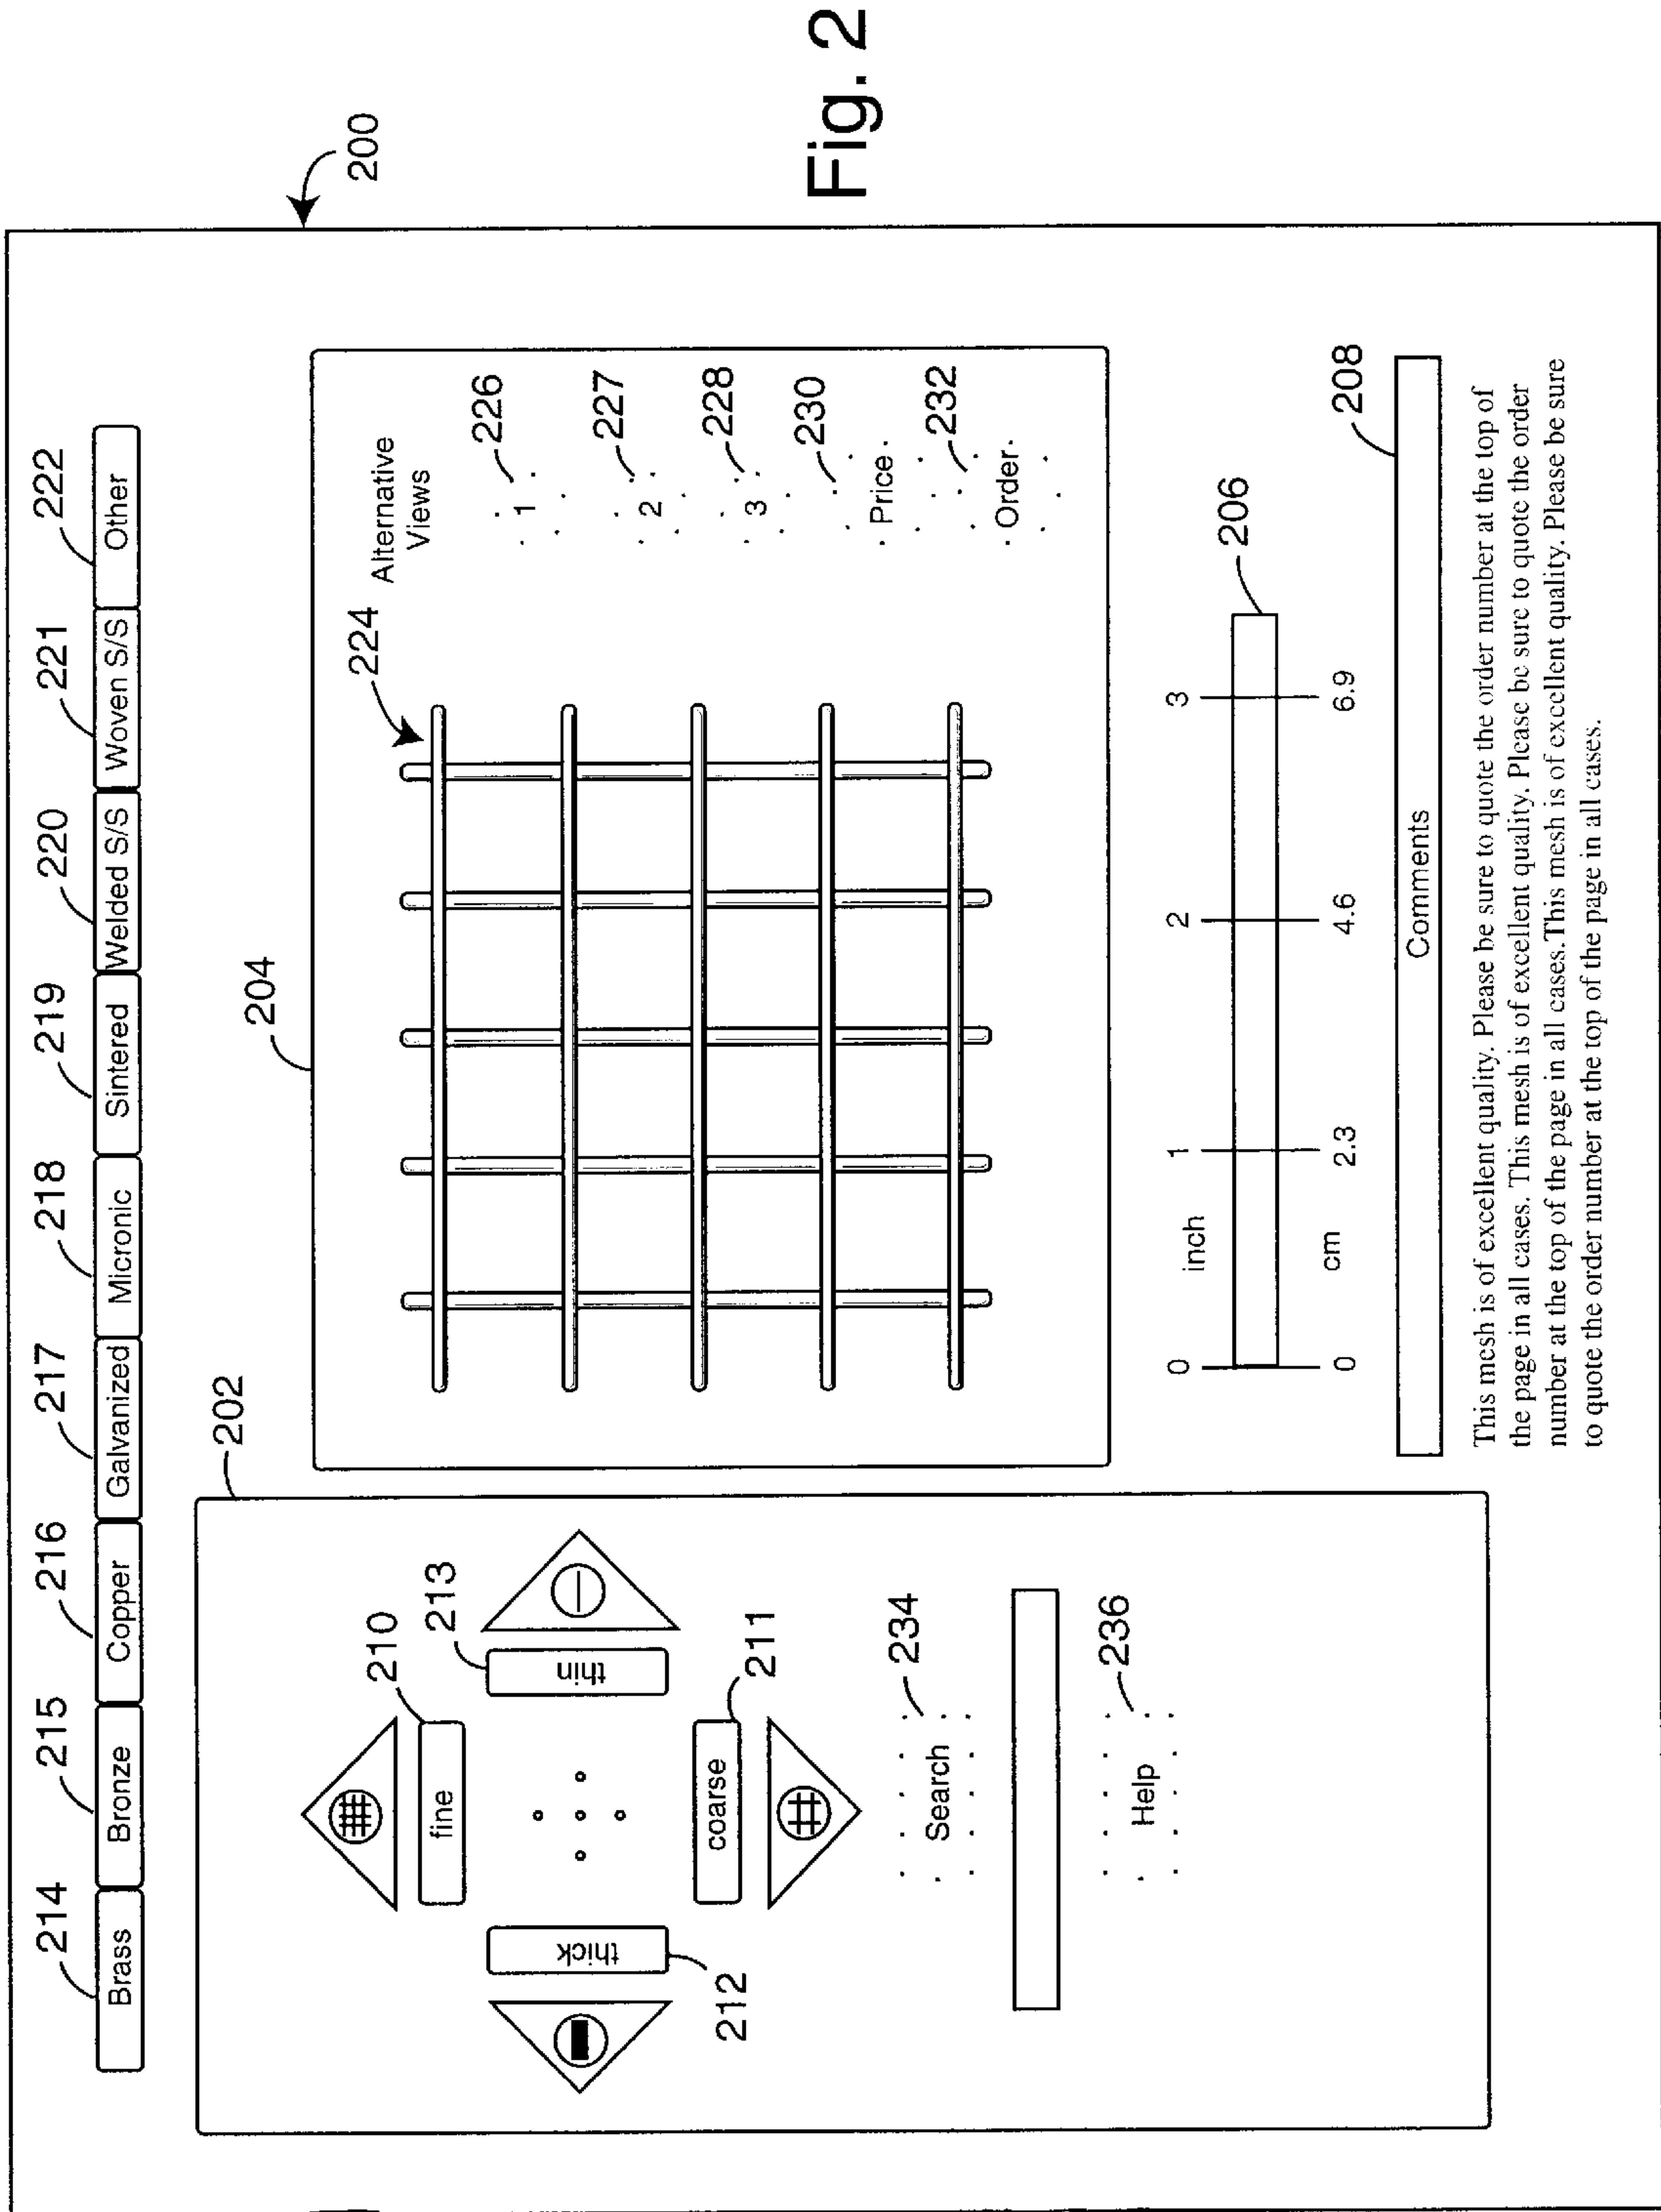 Fig. 2
200
214 215 216 217 218 219 220 221 222
Brass Bronze Copper Galvanized Micronic Sintered Welded S/S Woven S/S Other
202
210
fine
213
thin
thick
212
coarse
211
Search
234
Help
236
204
224
Alternative
Views
1 226
2 227
3 228
230
Price
232
Order
inch
0 1 2 3
206
cm
0 2.3 4.6 6.9
208
Comments
This mesh is of excellent quality. Please be sure to quote the order number at the top of
the page in all cases. This mesh is of excellent quality. Please be sure to quote the order
number at the top of the page in all cases.This mesh is of excellent quality. Please be sure
to quote the order number at the top of the page in all cases.